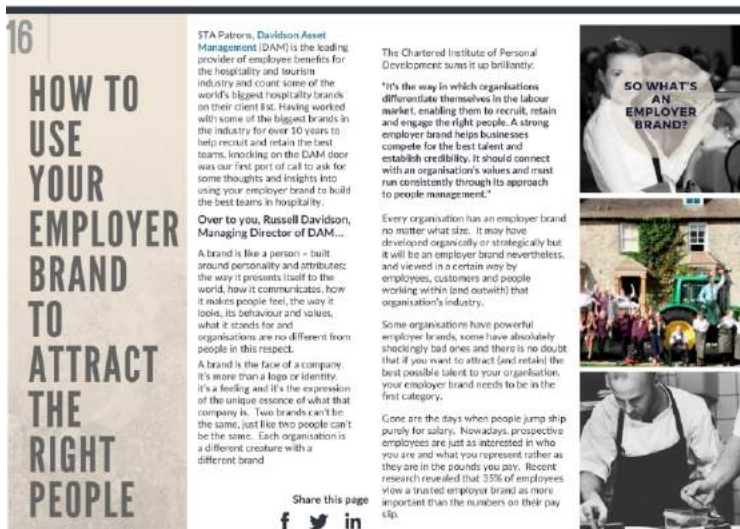 16
HOW TO
USE
YOUR
EMPLOYER
BRAND
TO
ATTRACT
THE
RIGHT
PEOPLE
STA Patrons, Davidson Asset
Management (DAM) is the leading
provider of employee benefits for
the hospitality and tourism
industry and count some of the
world's biggest hospitality brands
on their client list. Having worked
with some of the biggest brands in
the industry for over 10 years to
help recruit and retain the best
teams, knocking on the DAM door
was our first port of call to ask for
some thoughts and insights into
using your employer brand to build
the best teams in hospitality.
Over to you, Russell Davidson,
Managing Director of DAM...
A brand is like a person – built
around personality and attributes:
the way it presents itself to the
world, how it communicates, how
it makes people feel, the way it
looks, its behaviour and values,
what it stands for and
organisations are no different from
people in this respect.
A brand is the face of a company.
It's more than a logo or identity,
it's a feeling and it's the expression
of the unique essence of what that
company is. Two brands can't be
the same, just like two people can't
be the same. Each organisation is
a different creature with a
different brand
Share this page
f in
The Chartered Institute of Personal
Development sums it up brilliantly:
"It's the way in which organisations
differentiate themselves in the labour
market, enabling them to recruit, retain
and engage the right people. A strong
employer brand helps businesses
compete for the best talent and
establish credibility. It should connect
with an organisation's values and must
run consistently through its approach
to people management."
Every organisation has an employer brand
no matter what size. It may have
developed organically or strategically but
it will be an employer brand nevertheless,
and viewed in a certain way by
employees, customers and people
working within (and outwith) that
organisation's industry.
Some organisations have powerful
employer brands, some have absolutely
shockingly bad ones and there is no doubt
that if you want to attract (and retain) the
best possible talent to your organisation,
your employer brand needs to be in the
first category.
Gone are the days when people jump ship
purely for salary. Nowadays, prospective
employees are just as interested in who
you are and what you represent rather as
they are in the pounds you pay. Recent
research revealed that 35% of employees
view a trusted employer brand as more
important than the numbers on their pay
slip.
SO WHAT'S
AN
EMPLOYER
BRAND?